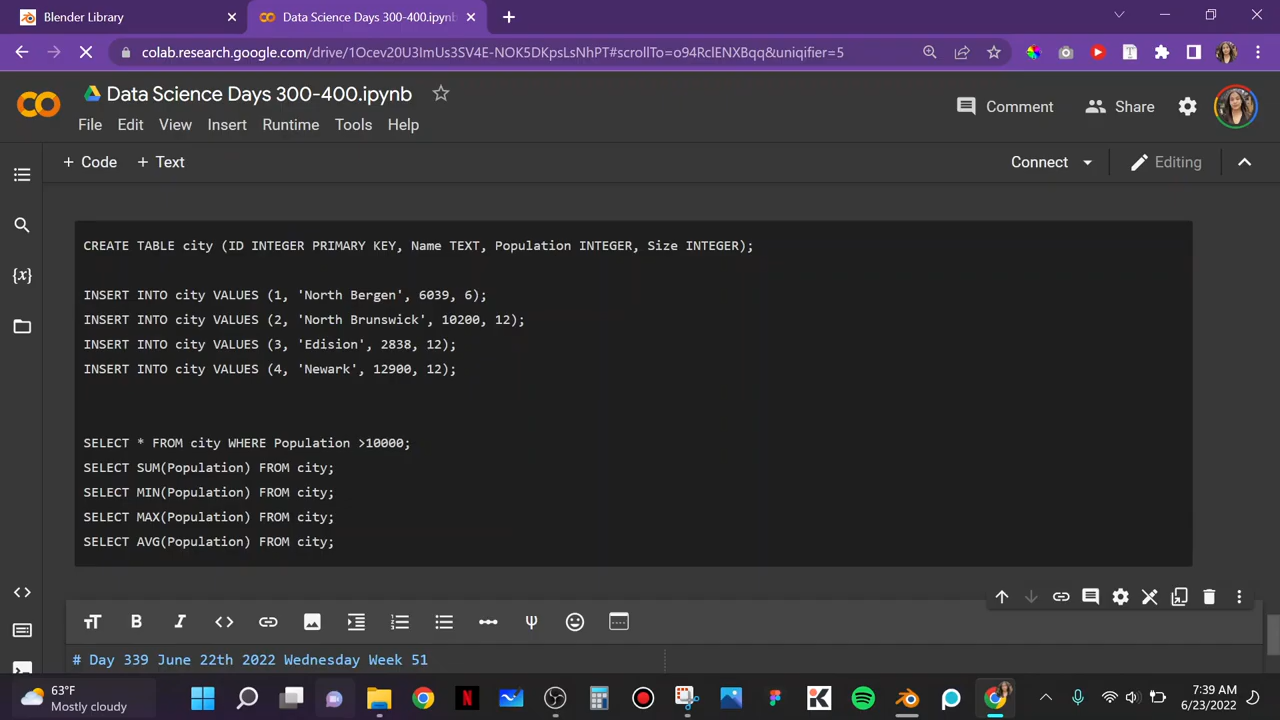 Blender Library
Data Science Days 300-400.ipynb
colab.research.google.com/drive/1Ocev20U3ImUs3SV4E-NOK5DKpsLsNhPT#scrollTo=o94RclENXBqq&uniqifier=5
Data Science Days 300-400.ipynb
Comment
Share
File Edit View Insert Runtime Tools Help
+ Code + Text
Connect
Editing
CREATE TABLE city (ID INTEGER PRIMARY KEY, Name TEXT, Population INTEGER, Size INTEGER);
INSERT INTO city VALUES (1, 'North Bergen', 6039, 6);
INSERT INTO city VALUES (2, 'North Brunswick', 10200, 12);
INSERT INTO city VALUES (3, 'Edision', 2838, 12);
INSERT INTO city VALUES (4, 'Newark', 12900, 12);
SELECT * FROM city WHERE Population >10000;
SELECT SUM(Population) FROM city;
SELECT MIN(Population) FROM city;
SELECT MAX(Population) FROM city;
SELECT AVG(Population) FROM city;
# Day 339 June 22th 2022 Wednesday Week 51
63°F
Mostly cloudy
7:39 AM
6/23/2022